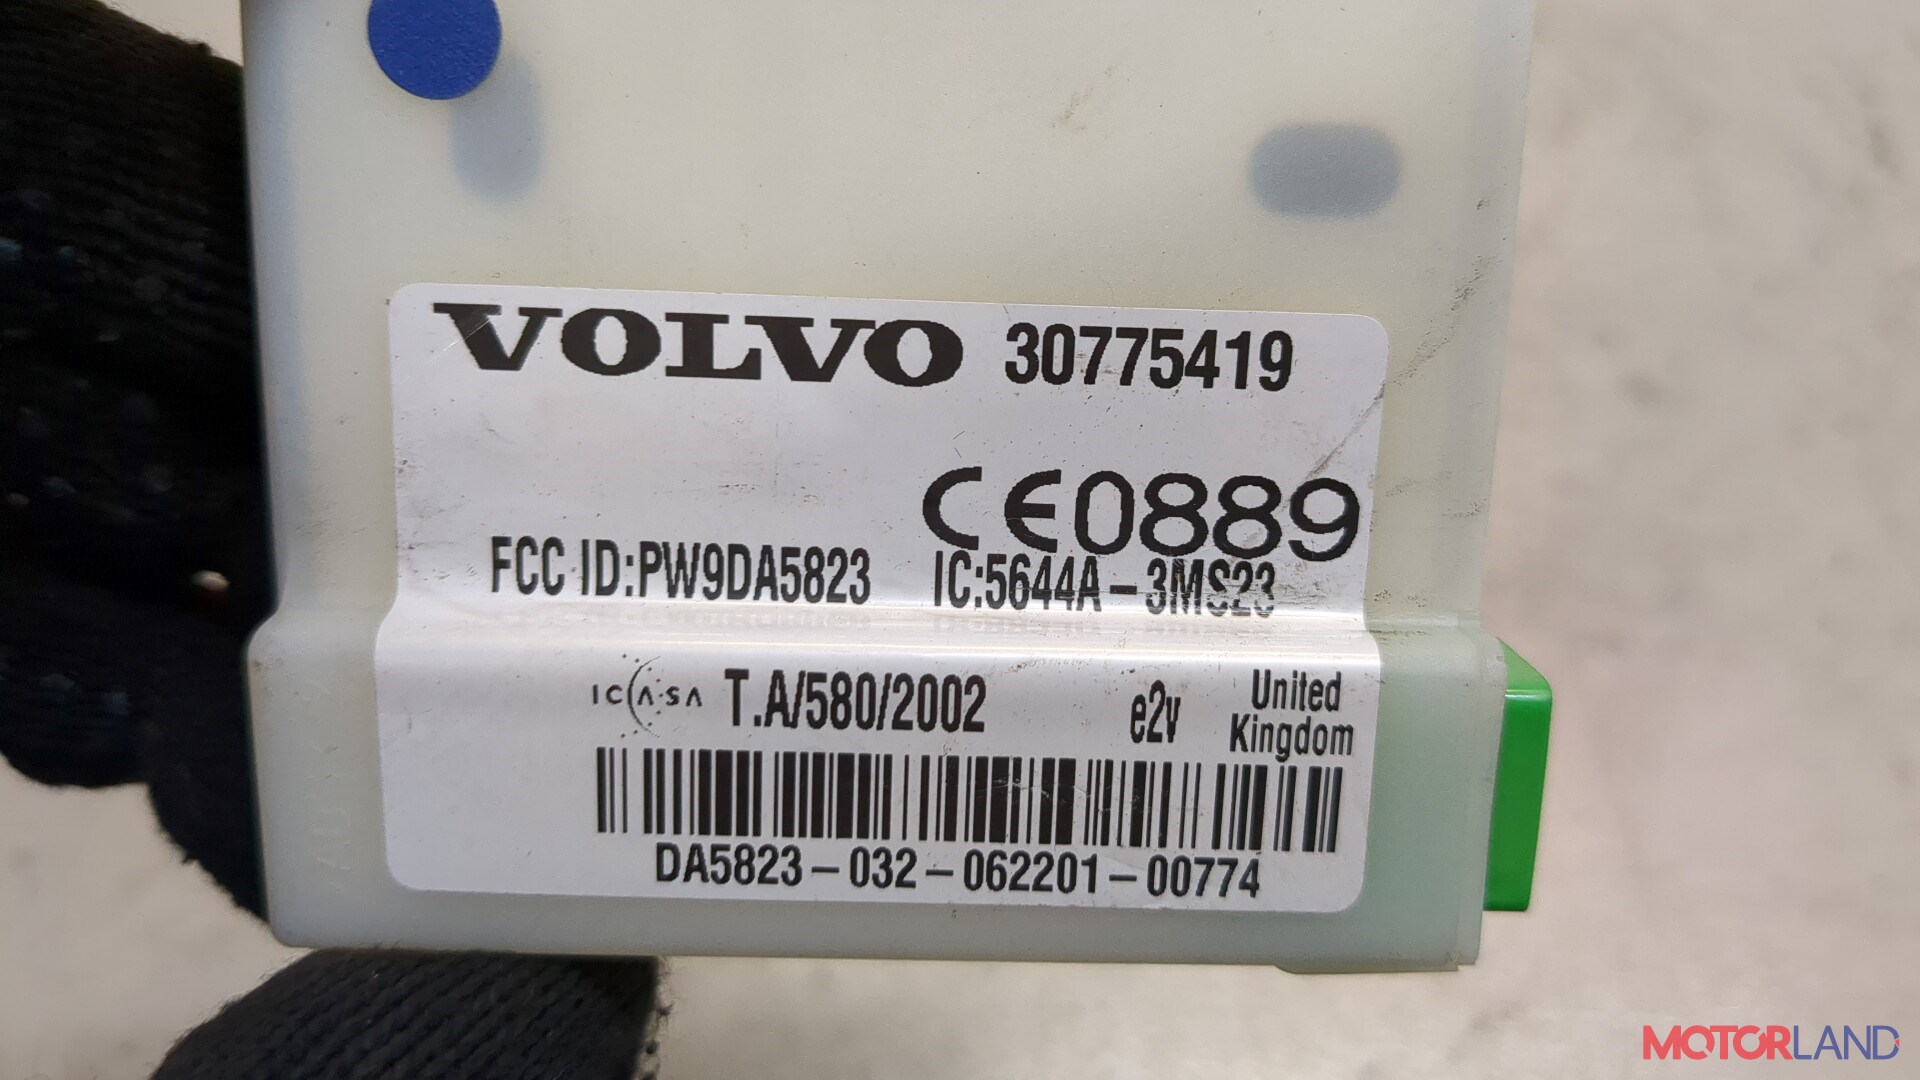 VOLVO 30775419
CE0889
FCC ID:PW9DA5823 IC:5644A-3MS23
ICASA T.A/580/2002 e2v United Kingdom
DA5823-032-062201-00774
MOTORLAND